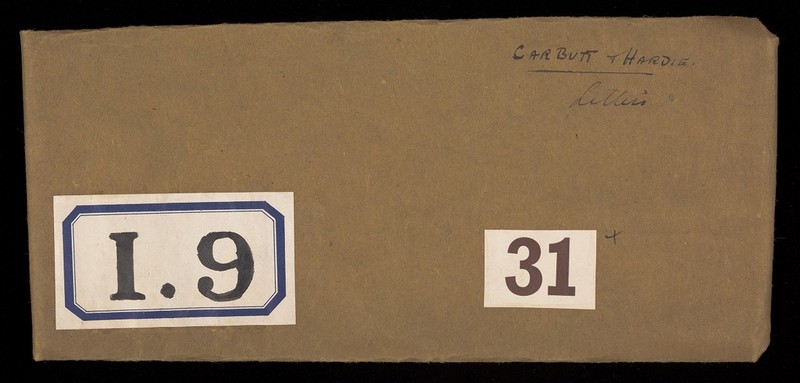 CARBUTT & HARDIE.
Letters
I.9
31 +